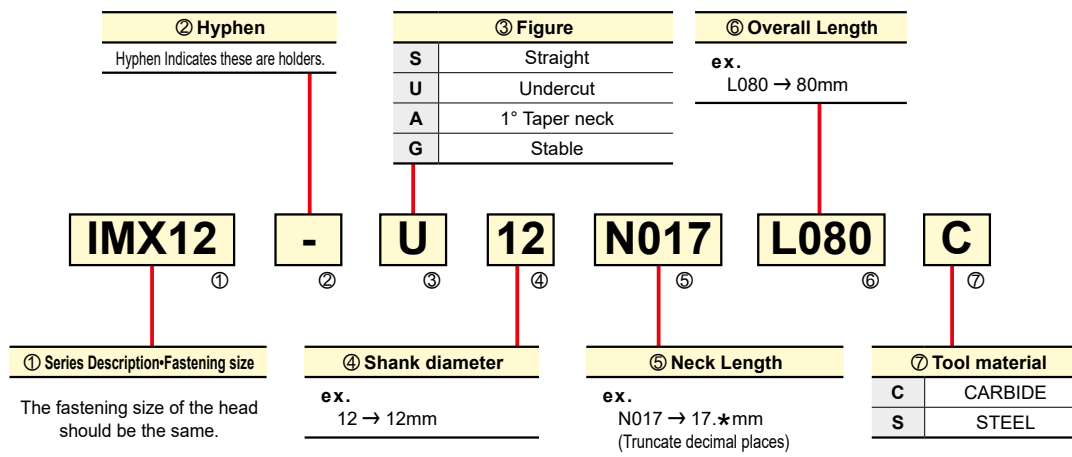 ② Hyphen
Hyphen Indicates these are holders.
③ Figure
S Straight
U Undercut
A 1° Taper neck
G Stable
⑥ Overall Length
ex.
L080 → 80mm
IMX12 - U 12 N017 L080 C
① ② ③ ④ ⑤ ⑥ ⑦
① Series Description•Fastening size
The fastening size of the head
should be the same.
④ Shank diameter
ex.
12 → 12mm
⑤ Neck Length
ex.
N017 → 17.*mm
(Truncate decimal places)
⑦ Tool material
C CARBIDE
S STEEL